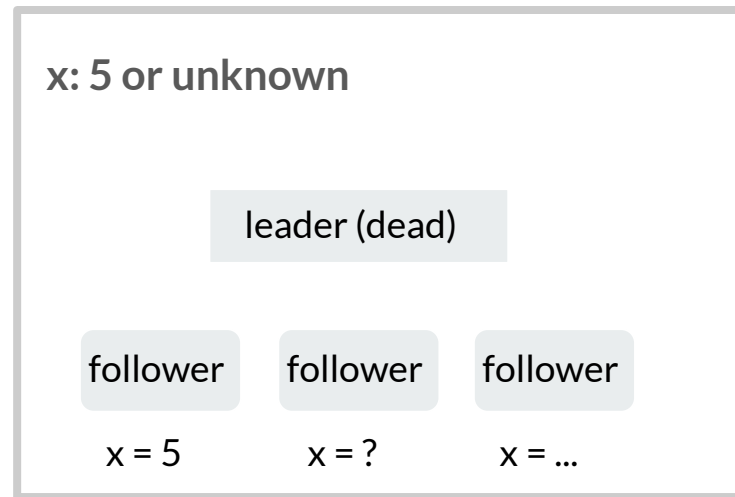 x: 5 or unknown
leader (dead)
follower follower follower
x = 5 x = ? x = ...